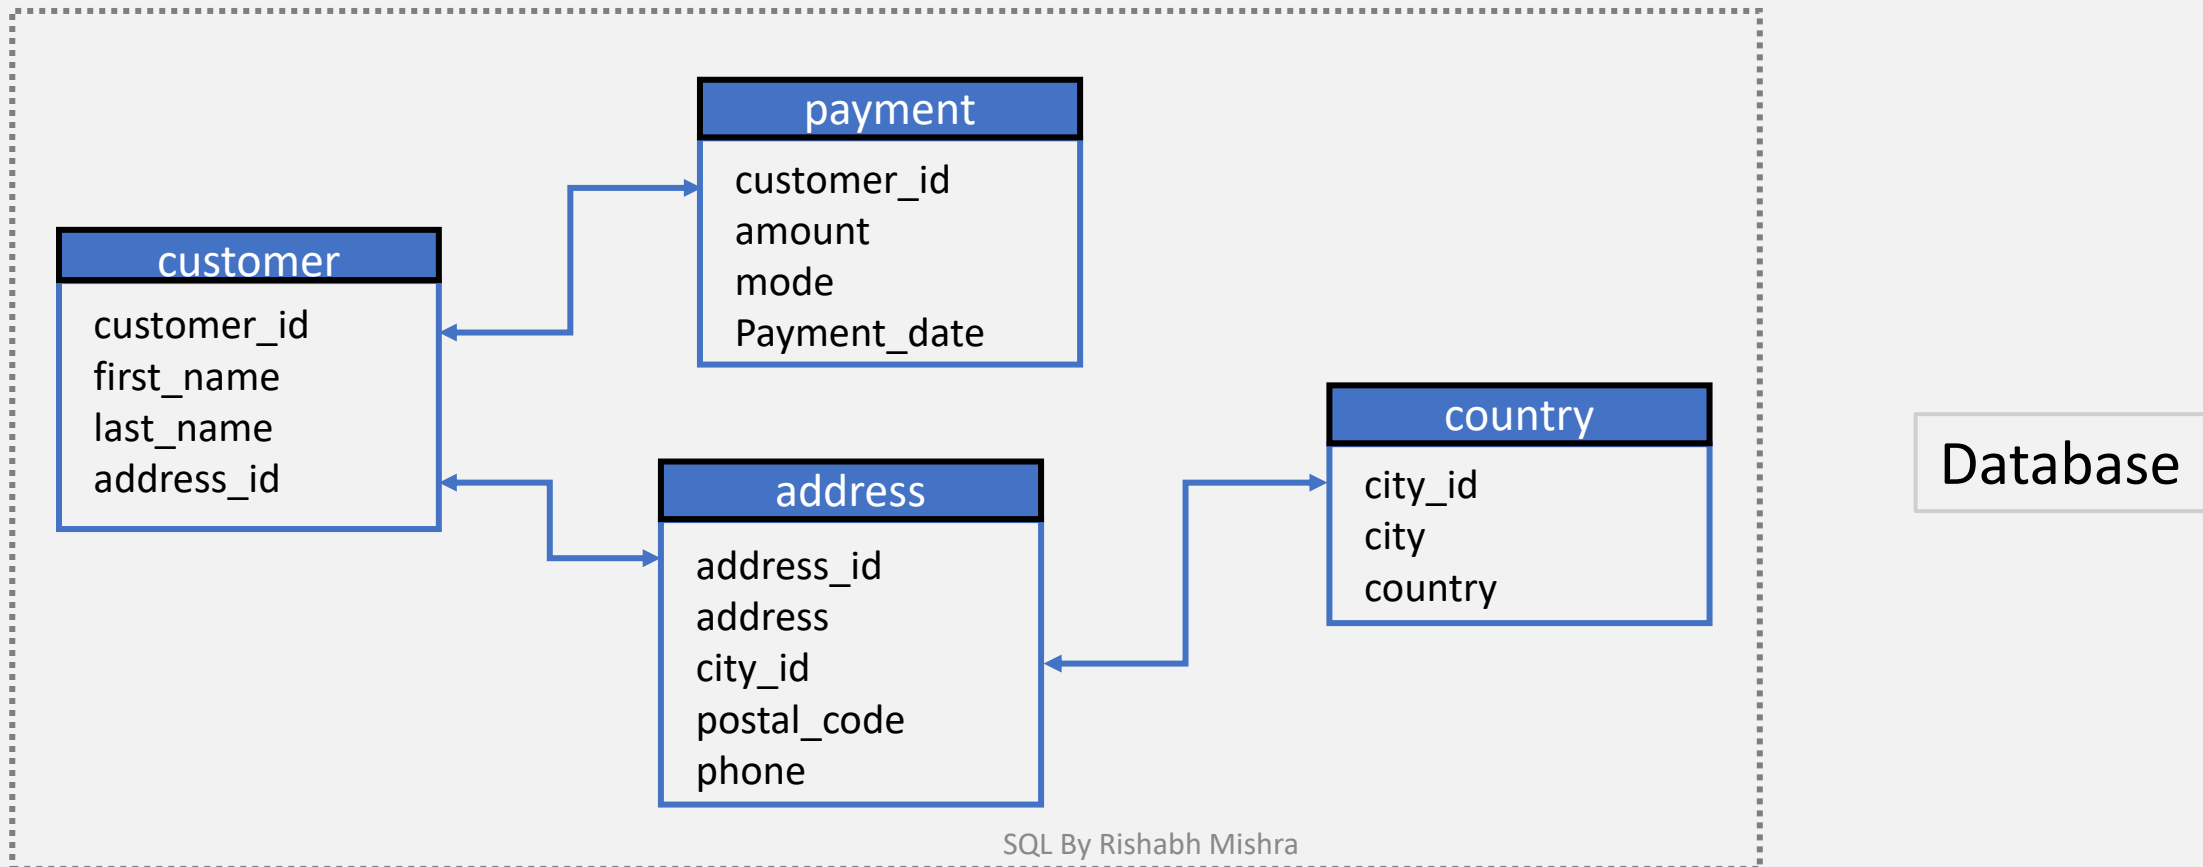 payment
customer_id
amount
mode
Payment_date
customer
customer_id
first_name
last_name
address_id
address
address_id
address
city_id
postal_code
phone
country
city_id
city
country
Database
SQL By Rishabh Mishra